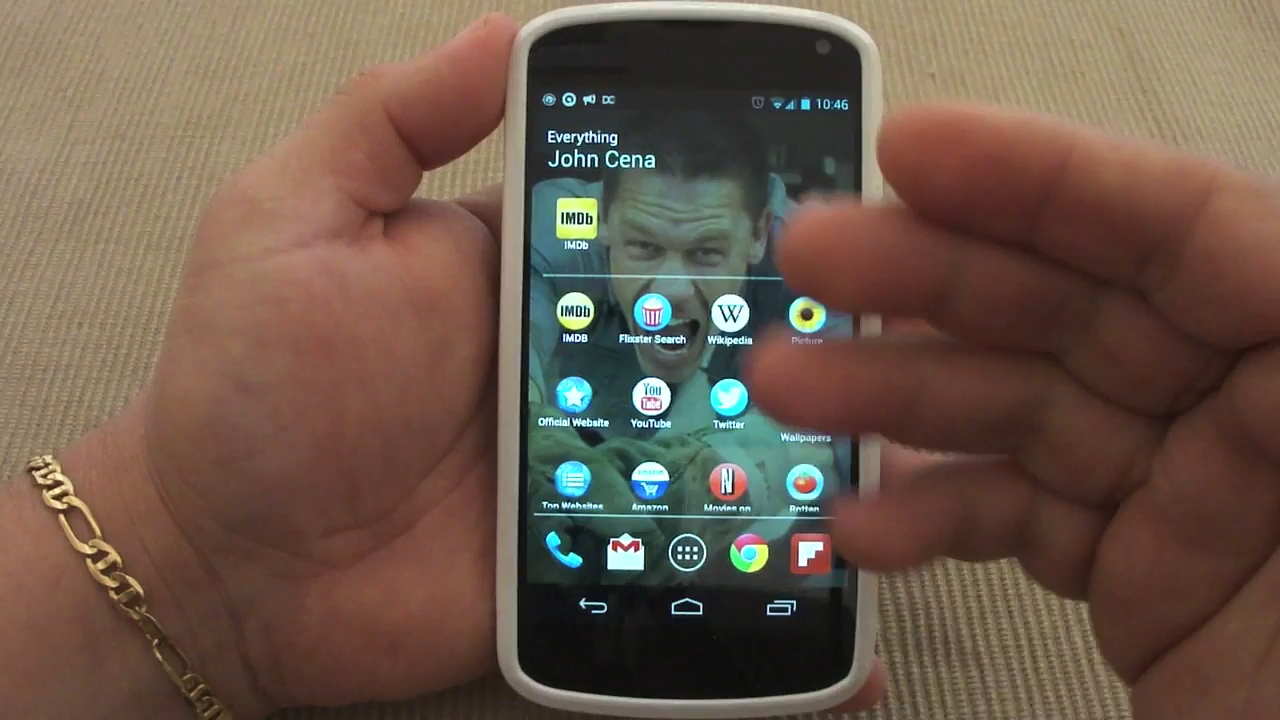 DC 10:46
Everything
John Cena
IMDb
IMDb
IMDb W
IMDB Flixster Search Wikipedia Picture
You Tube
Official Website YouTube Twitter
Wallpapers
amazon N
Top Websites Amazon Movies on Rotten